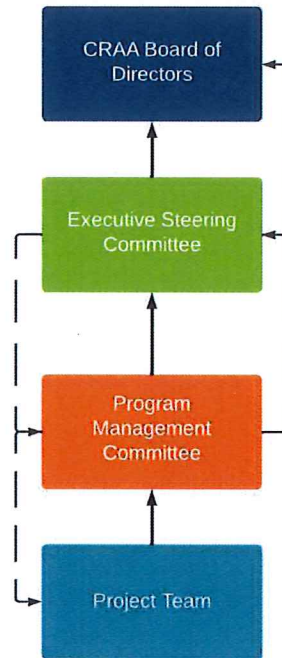 CRAA Board of
Directors
Executive Steering
Committee
Program
Management
Committee
Project Team